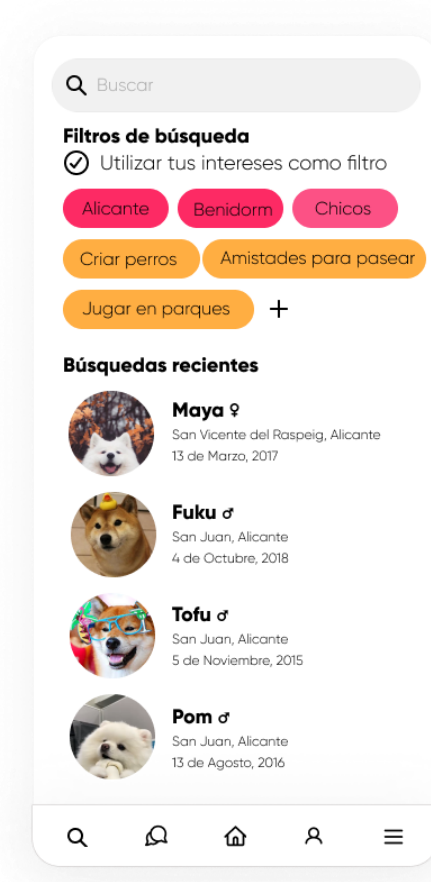 Buscar
Filtros de búsqueda
Utilizar tus intereses como filtro
Alicante Benidorm Chicos
Criar perros Amistades para pasear
Jugar en parques +
Búsquedas recientes
Maya ♀
San Vicente del Raspeig, Alicante
13 de Marzo, 2017
Fuku ♂
San Juan, Alicante
4 de Octubre, 2018
Tofu ♂
San Juan, Alicante
5 de Noviembre, 2015
Pom ♂
San Juan, Alicante
13 de Agosto, 2016